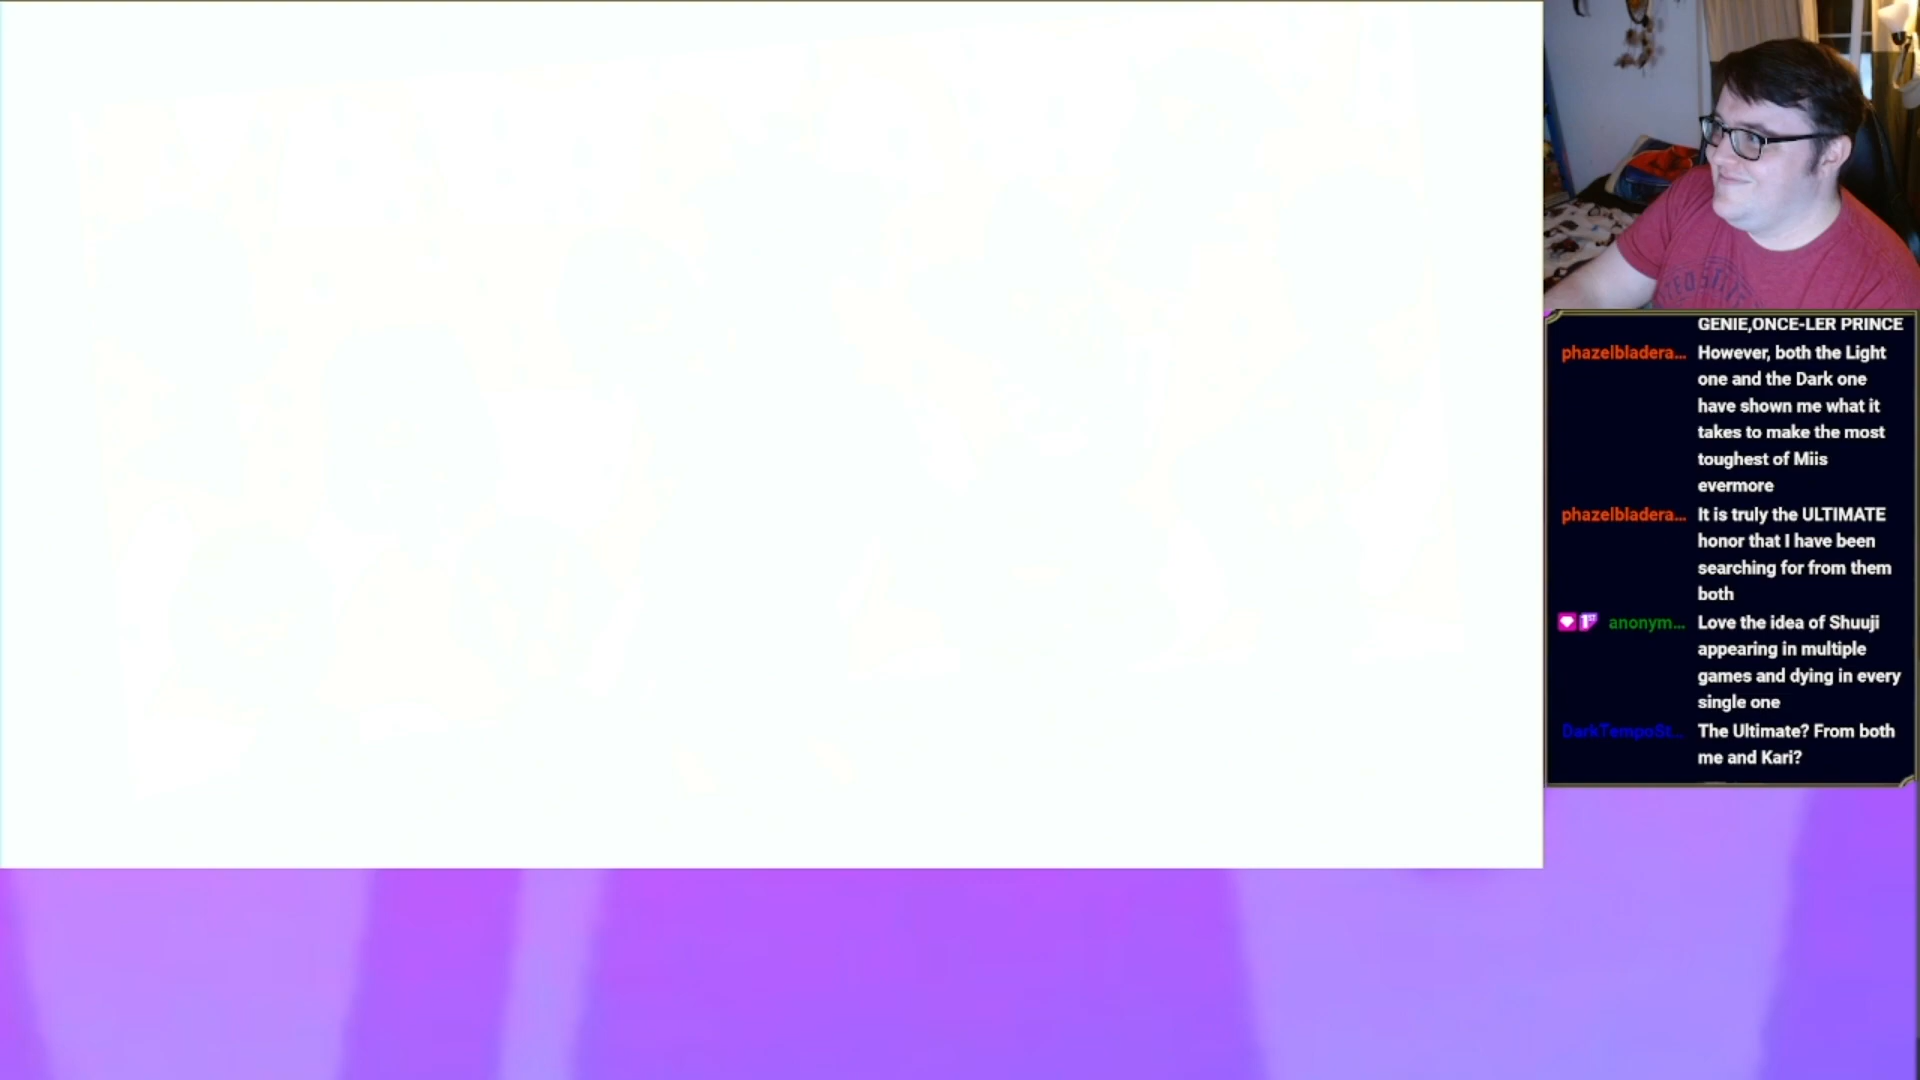 GENIE,ONCE-LER PRINCE
phazelbladera... However, both the Light
one and the Dark one
have shown me what it
takes to make the most
toughest of Miis
evermore
phazelbladera... It is truly the ULTIMATE
honor that I have been
searching for from them
both
1ST anonym... Love the idea of Shuuji
appearing in multiple
games and dying in every
single one
DarkTempoSt... The Ultimate? From both
me and Kari?